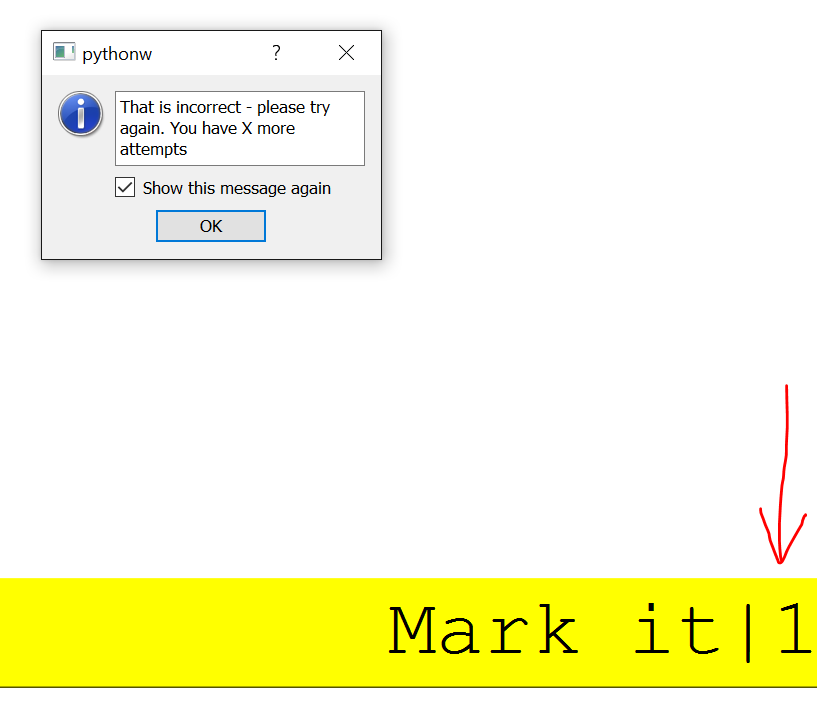 pythonw
?
That is incorrect - please try
again. You have X more
attempts
Show this message again
OK
Mark it|1